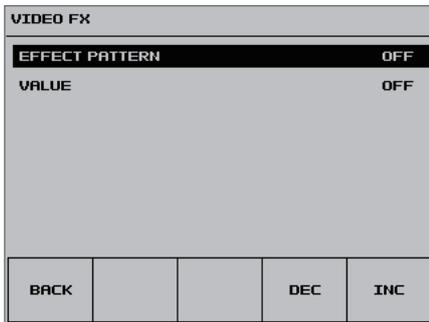 VIDEO FX
EFFECT PATTERN OFF
VALUE OFF
BACK DEC INC